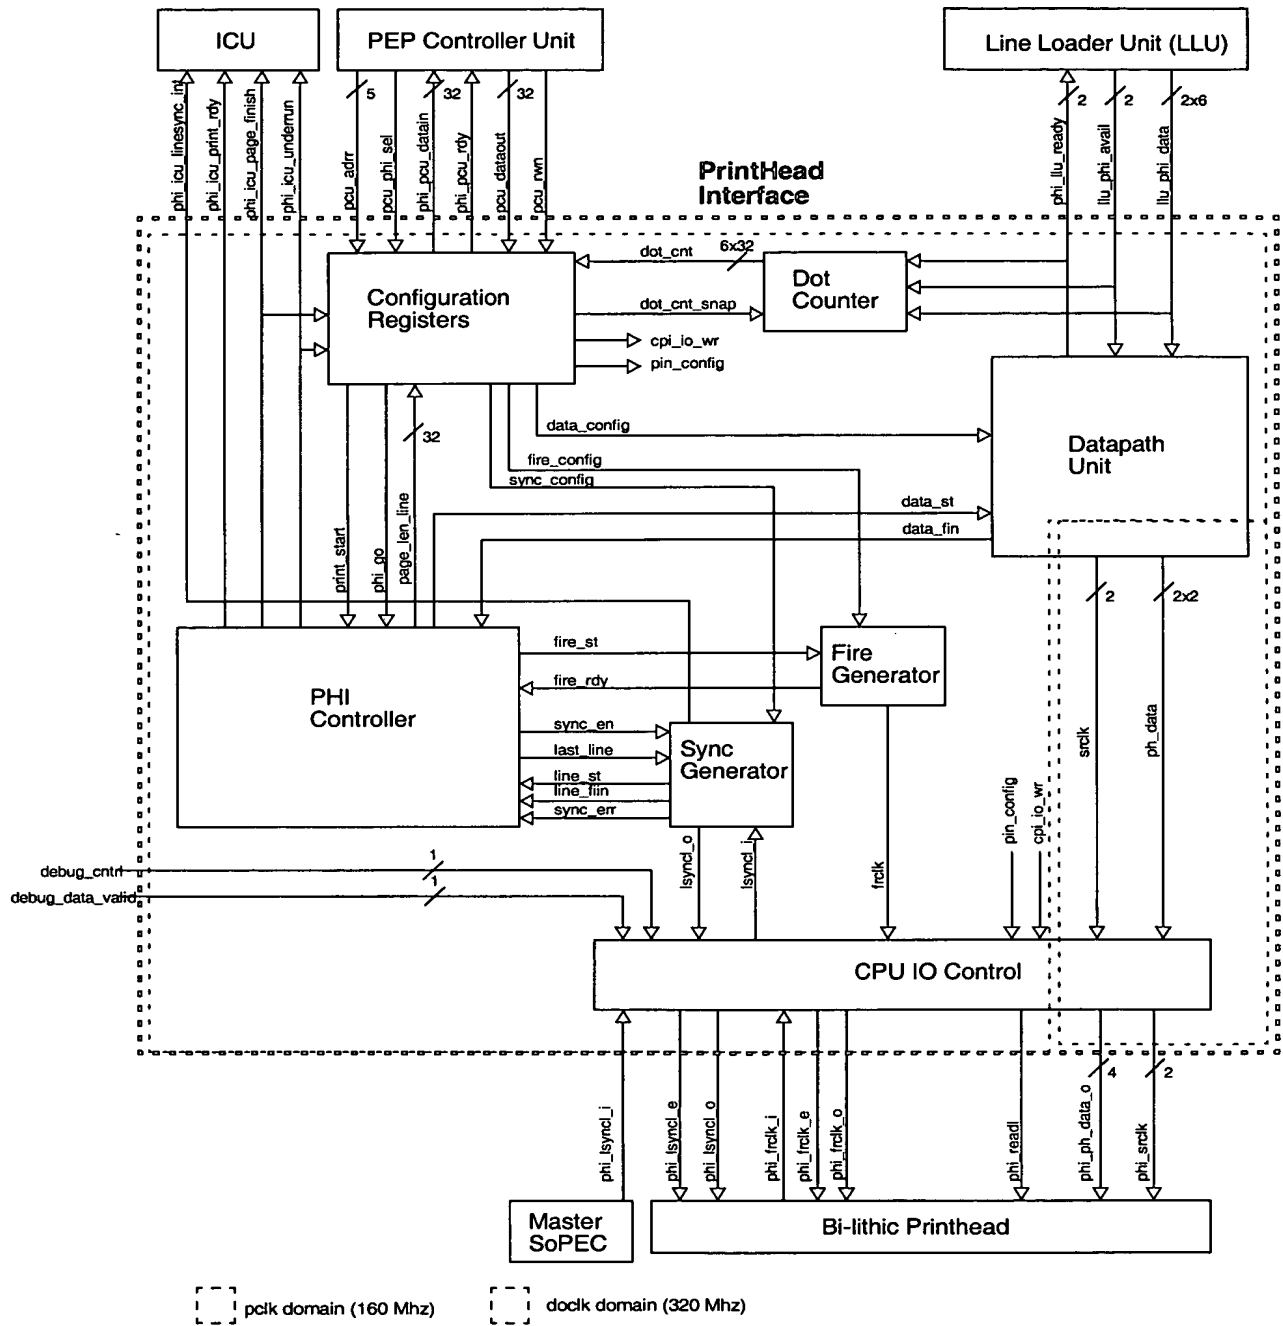 ICU
PEP Controller Unit
Line Loader Unit (LLU)
phi_icu_linesync_int
phi_icu_print_rdy
phi_icu_page_finish
phi_icu_underrun
5
32
32
pcu_adrr
pcu_phi_sel
phi_pcu_datain
phi_pcu_rdy
pcu_dataout
pcu_rwn
2
2
2x6
phi_llu_ready
llu_phi_avail
llu_phi_data
PrintHead
Interface
Configuration
Registers
dot_cnt
6x32
dot_cnt_snap
Dot
Counter
cpi_io_wr
pin_config
32
data_config
fire_config
sync_config
Datapath
Unit
data_st
data_fin
print_start
phi_go
page_len_line
2
2x2
srclk
ph_data
PHI
Controller
fire_st
fire_rdy
Fire
Generator
sync_en
last_line
line_st
line_fiin
sync_err
Sync
Generator
lsyncl_o
lsyncl_i
frclk
pin_config
cpi_io_wr
debug_cntrl
1
debug_data_valid
1
CPU IO Control
4
2
phi_lsyncl_i
phi_lsyncl_e
phi_lsyncl_o
phi_frclk_i
phi_frclk_e
phi_frclk_o
phi_readl
phi_ph_data_o
phi_srclk
Master
SoPEC
Bi-lithic Printhead
pclk domain (160 Mhz)
doclk domain (320 Mhz)